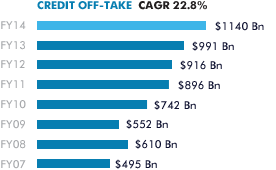 CREDIT OFF-TAKE CAGR 22.8%
FY14 $1140 Bn
FY13 $991 Bn
FY12 $916 Bn
FY11 $896 Bn
FY10 $742 Bn
FY09 $552 Bn
FY08 $610 Bn
FY07 $495 Bn